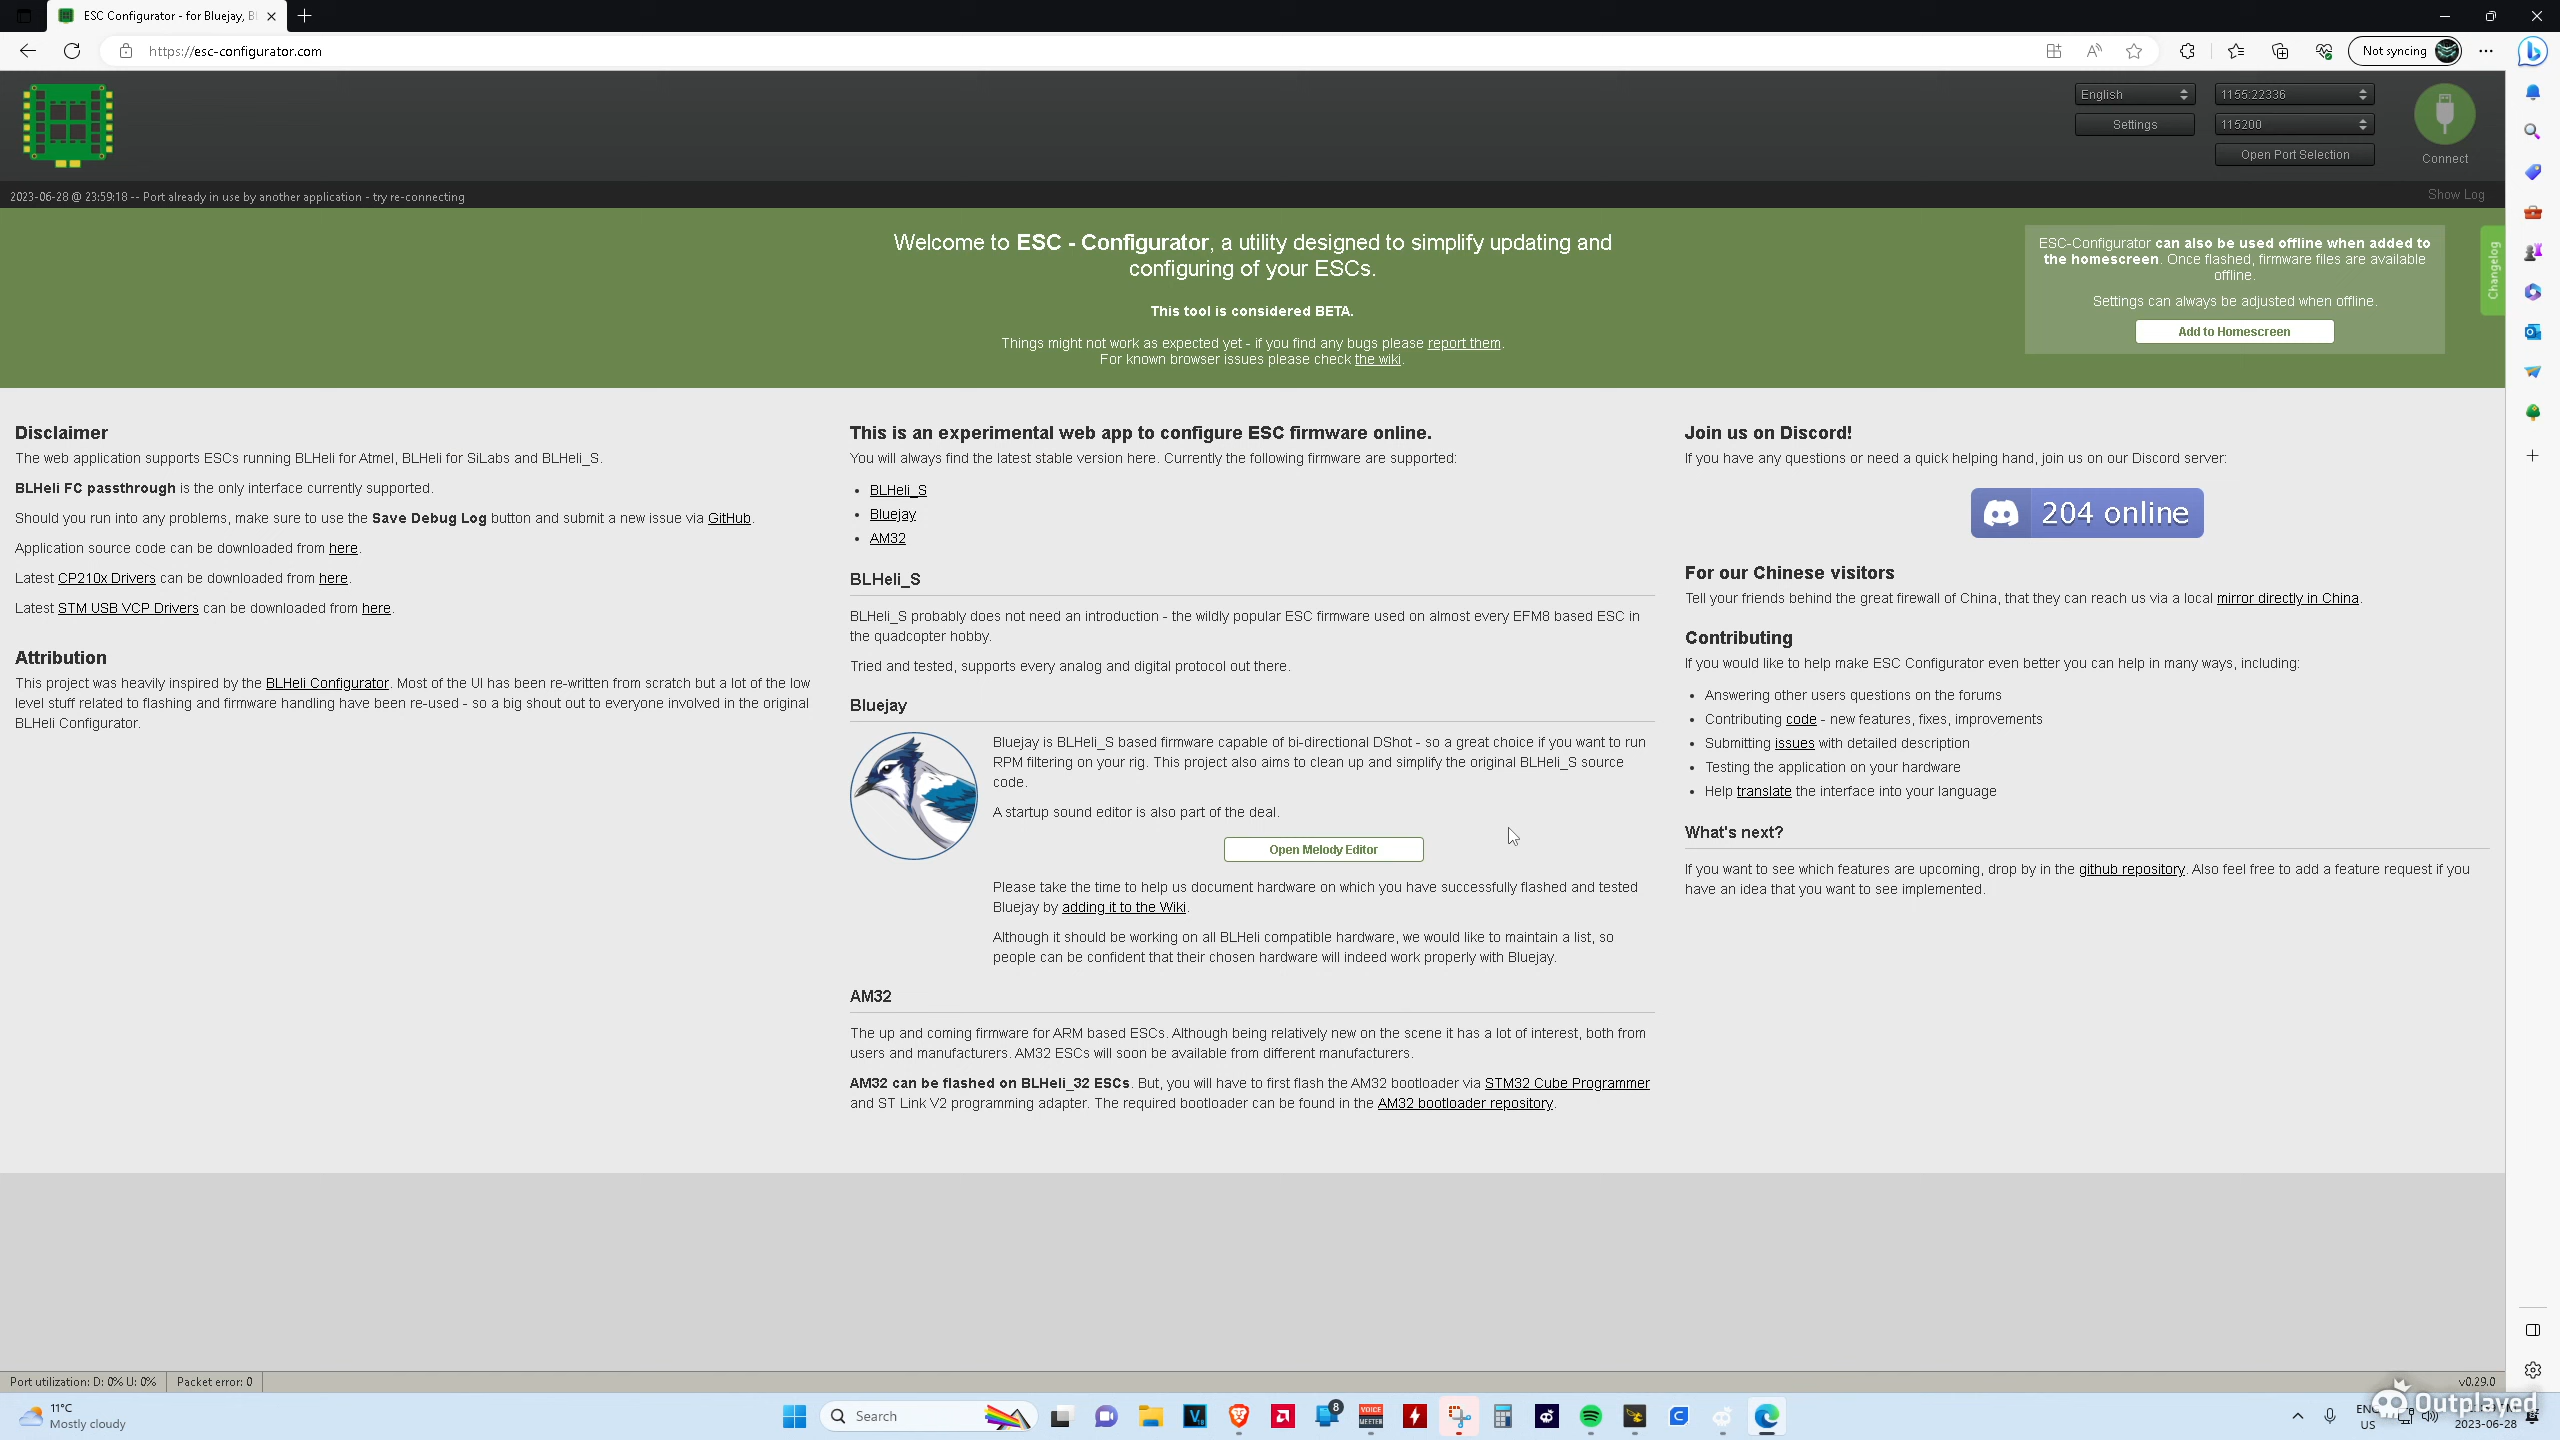 ESC Configurator - for Bluejay, Bl
https://esc-configurator.com
Not syncing
English
1155:22336
Settings
115200
Open Port Selection
Connect
2023-06-28 @ 23:59:18 -- Port already in use by another application - try re-connecting
Show Log
Welcome to ESC - Configurator, a utility designed to simplify updating and
configuring of your ESCs.
This tool is considered BETA.
Things might not work as expected yet - if you find any bugs please report them.
For known browser issues please check the wiki.
ESC-Configurator can also be used offline when added to
the homescreen. Once flashed, firmware files are available
offline.
Settings can always be adjusted when offline.
Add to Homescreen
Changelog
Disclaimer
The web application supports ESCs running BLHeli for Atmel, BLHeli for SiLabs and BLHeli_S.
BLHeli FC passthrough is the only interface currently supported.
Should you run into any problems, make sure to use the Save Debug Log button and submit a new issue via GitHub.
Application source code can be downloaded from here.
Latest CP210x Drivers can be downloaded from here.
Latest STM USB VCP Drivers can be downloaded from here.
Attribution
This project was heavily inspired by the BLHeli Configurator. Most of the UI has been re-written from scratch but a lot of the low
level stuff related to flashing and firmware handling have been re-used - so a big shout out to everyone involved in the original
BLHeli Configurator.
This is an experimental web app to configure ESC firmware online.
You will always find the latest stable version here. Currently the following firmware are supported:
• BLHeli_S
• Bluejay
• AM32
BLHeli_S
BLHeli_S probably does not need an introduction - the wildly popular ESC firmware used on almost every EFM8 based ESC in
the quadcopter hobby.
Tried and tested, supports every analog and digital protocol out there.
Bluejay
Bluejay is BLHeli_S based firmware capable of bi-directional DShot - so a great choice if you want to run
RPM filtering on your rig. This project also aims to clean up and simplify the original BLHeli_S source
code.
A startup sound editor is also part of the deal.
Open Melody Editor
Please take the time to help us document hardware on which you have successfully flashed and tested
Bluejay by adding it to the Wiki.
Although it should be working on all BLHeli compatible hardware, we would like to maintain a list, so
people can be confident that their chosen hardware will indeed work properly with Bluejay.
AM32
The up and coming firmware for ARM based ESCs. Although being relatively new on the scene it has a lot of interest, both from
users and manufacturers. AM32 ESCs will soon be available from different manufacturers.
AM32 can be flashed on BLHeli_32 ESCs. But, you will have to first flash the AM32 bootloader via STM32 Cube Programmer
and ST Link V2 programming adapter. The required bootloader can be found in the AM32 bootloader repository.
Join us on Discord!
If you have any questions or need a quick helping hand, join us on our Discord server:
204 online
For our Chinese visitors
Tell your friends behind the great firewall of China, that they can reach us via a local mirror directly in China.
Contributing
If you would like to help make ESC Configurator even better you can help in many ways, including:
• Answering other users questions on the forums
• Contributing code - new features, fixes, improvements
• Submitting issues with detailed description
• Testing the application on your hardware
• Help translate the interface into your language
What's next?
If you want to see which features are upcoming, drop by in the github repository. Also feel free to add a feature request if you
have an idea that you want to see implemented.
Port utilization: D: 0% U: 0%
Packet error: 0
v0.29.0
11°C
Mostly cloudy
Search
8
VOICE
MEETER
US
2023-06-28
Outplayed